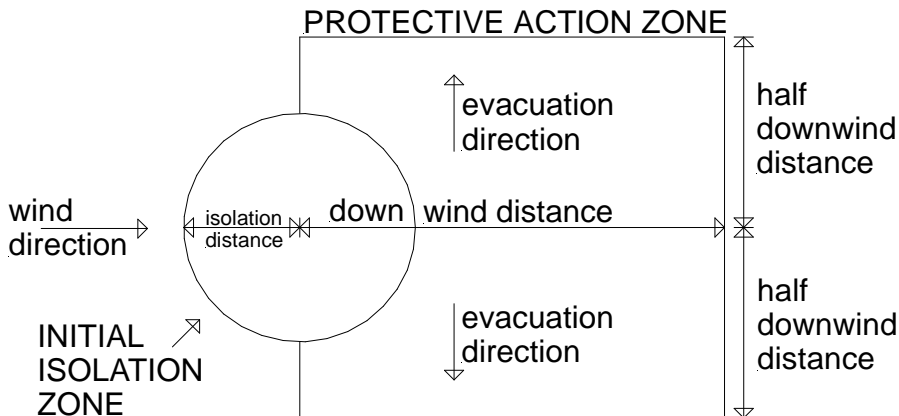 PROTECTIVE ACTION ZONE
evacuation
direction
half
downwind
distance
wind
direction
isolation
distance
down wind distance
evacuation
direction
half
downwind
distance
INITIAL
ISOLATION
ZONE